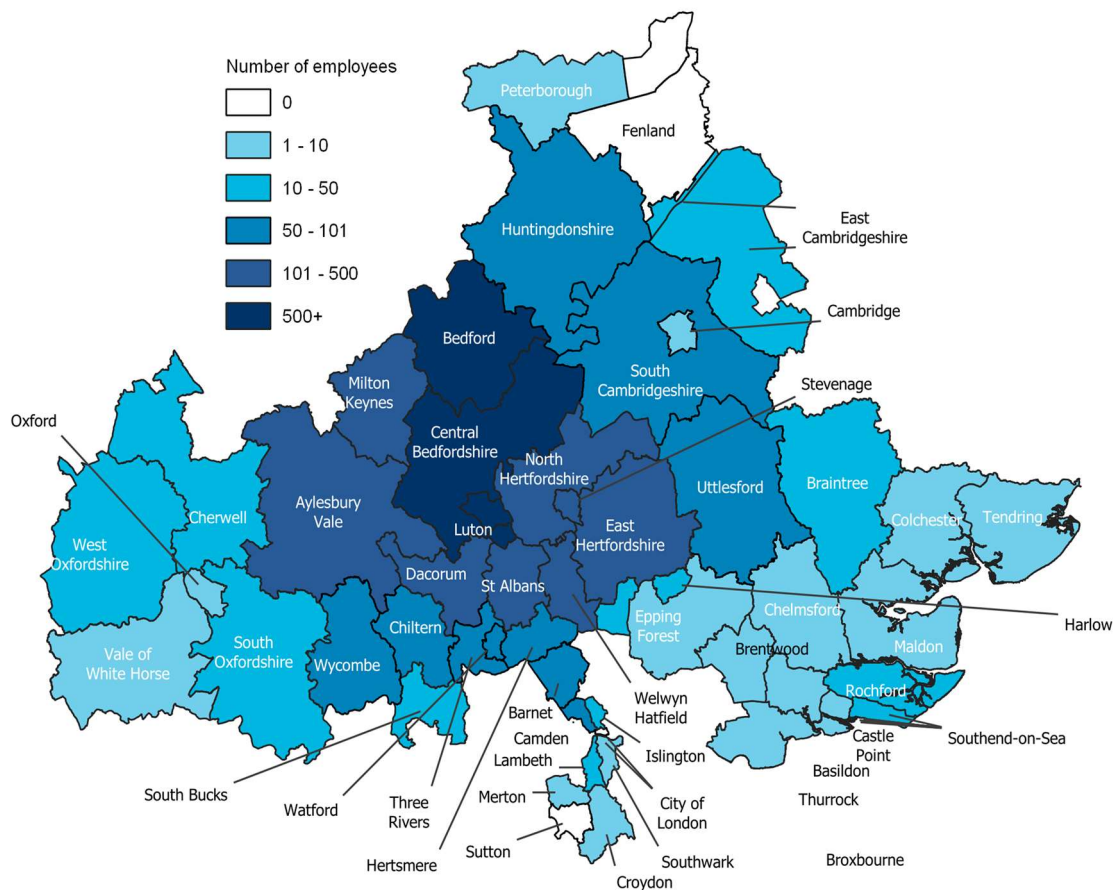 Number of employees
0
1 - 10
10 - 50
50 - 101
101 - 500
500+
Peterborough
Fenland
Huntingdonshire
East
Cambridgeshire
Cambridge
Bedford
South
Cambridgeshire
Stevenage
Milton
Keynes
Oxford
Central
Bedfordshire
North
Hertfordshire
Uttlesford
Braintree
Aylesbury
Vale
Cherwell
Luton
East
Hertfordshire
Colchester
Tendring
West
Oxfordshire
Dacorum
St Albans
Epping
Forest
Chelmsford
Harlow
Chiltern
South
Oxfordshire
Wycombe
Vale of
White Horse
Brentwood
Maldon
Rochford
Welwyn
Hatfield
Barnet
Camden
Islington
Lambeth
Castle
Point
Southend-on-Sea
Basildon
South Bucks
Watford
Three
Rivers
Merton
City of
London
Thurrock
Hertsmere
Sutton
Southwark
Croydon
Broxbourne